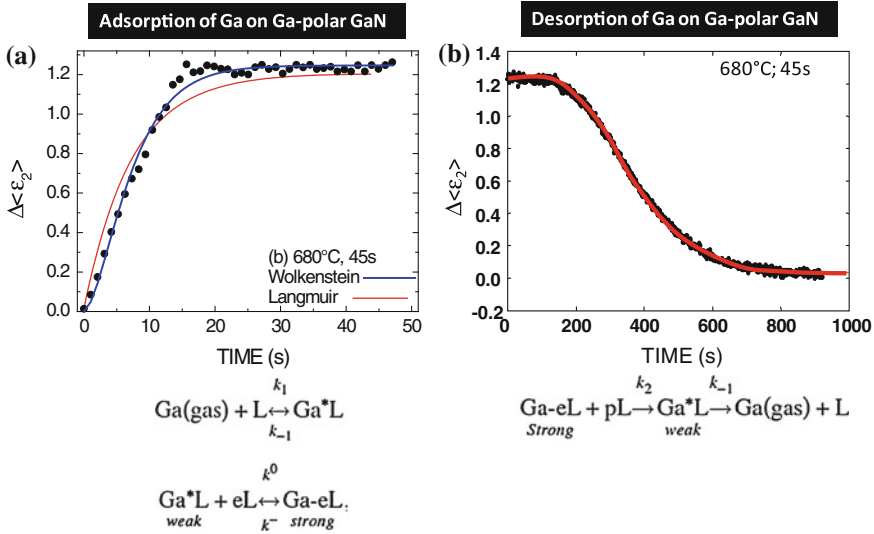 Adsorption of Ga on Ga-polar GaN
Desorption of Ga on Ga-polar GaN
(a)
1.2
1.0
0.8
0.6
0.4
0.2
0.0
Δ<ε₂>
0 10 20 30 40 50
TIME (s)
(b) 680°C, 45s
Wolkenstein
Langmuir
(b)
1.4
1.2
1.0
0.8
0.6
0.4
0.2
0.0
-0.2
Δ<ε₂>
0 200 400 600 800 1000
TIME (s)
680°C; 45s
k₁
Ga(gas) + L ↔ Ga*L
k₋₁
k⁰
Ga*L + eL ↔ Ga-eL;
weak k⁻ strong
k₂ k₋₁
Ga-eL + pL → Ga*L → Ga(gas) + L
Strong weak